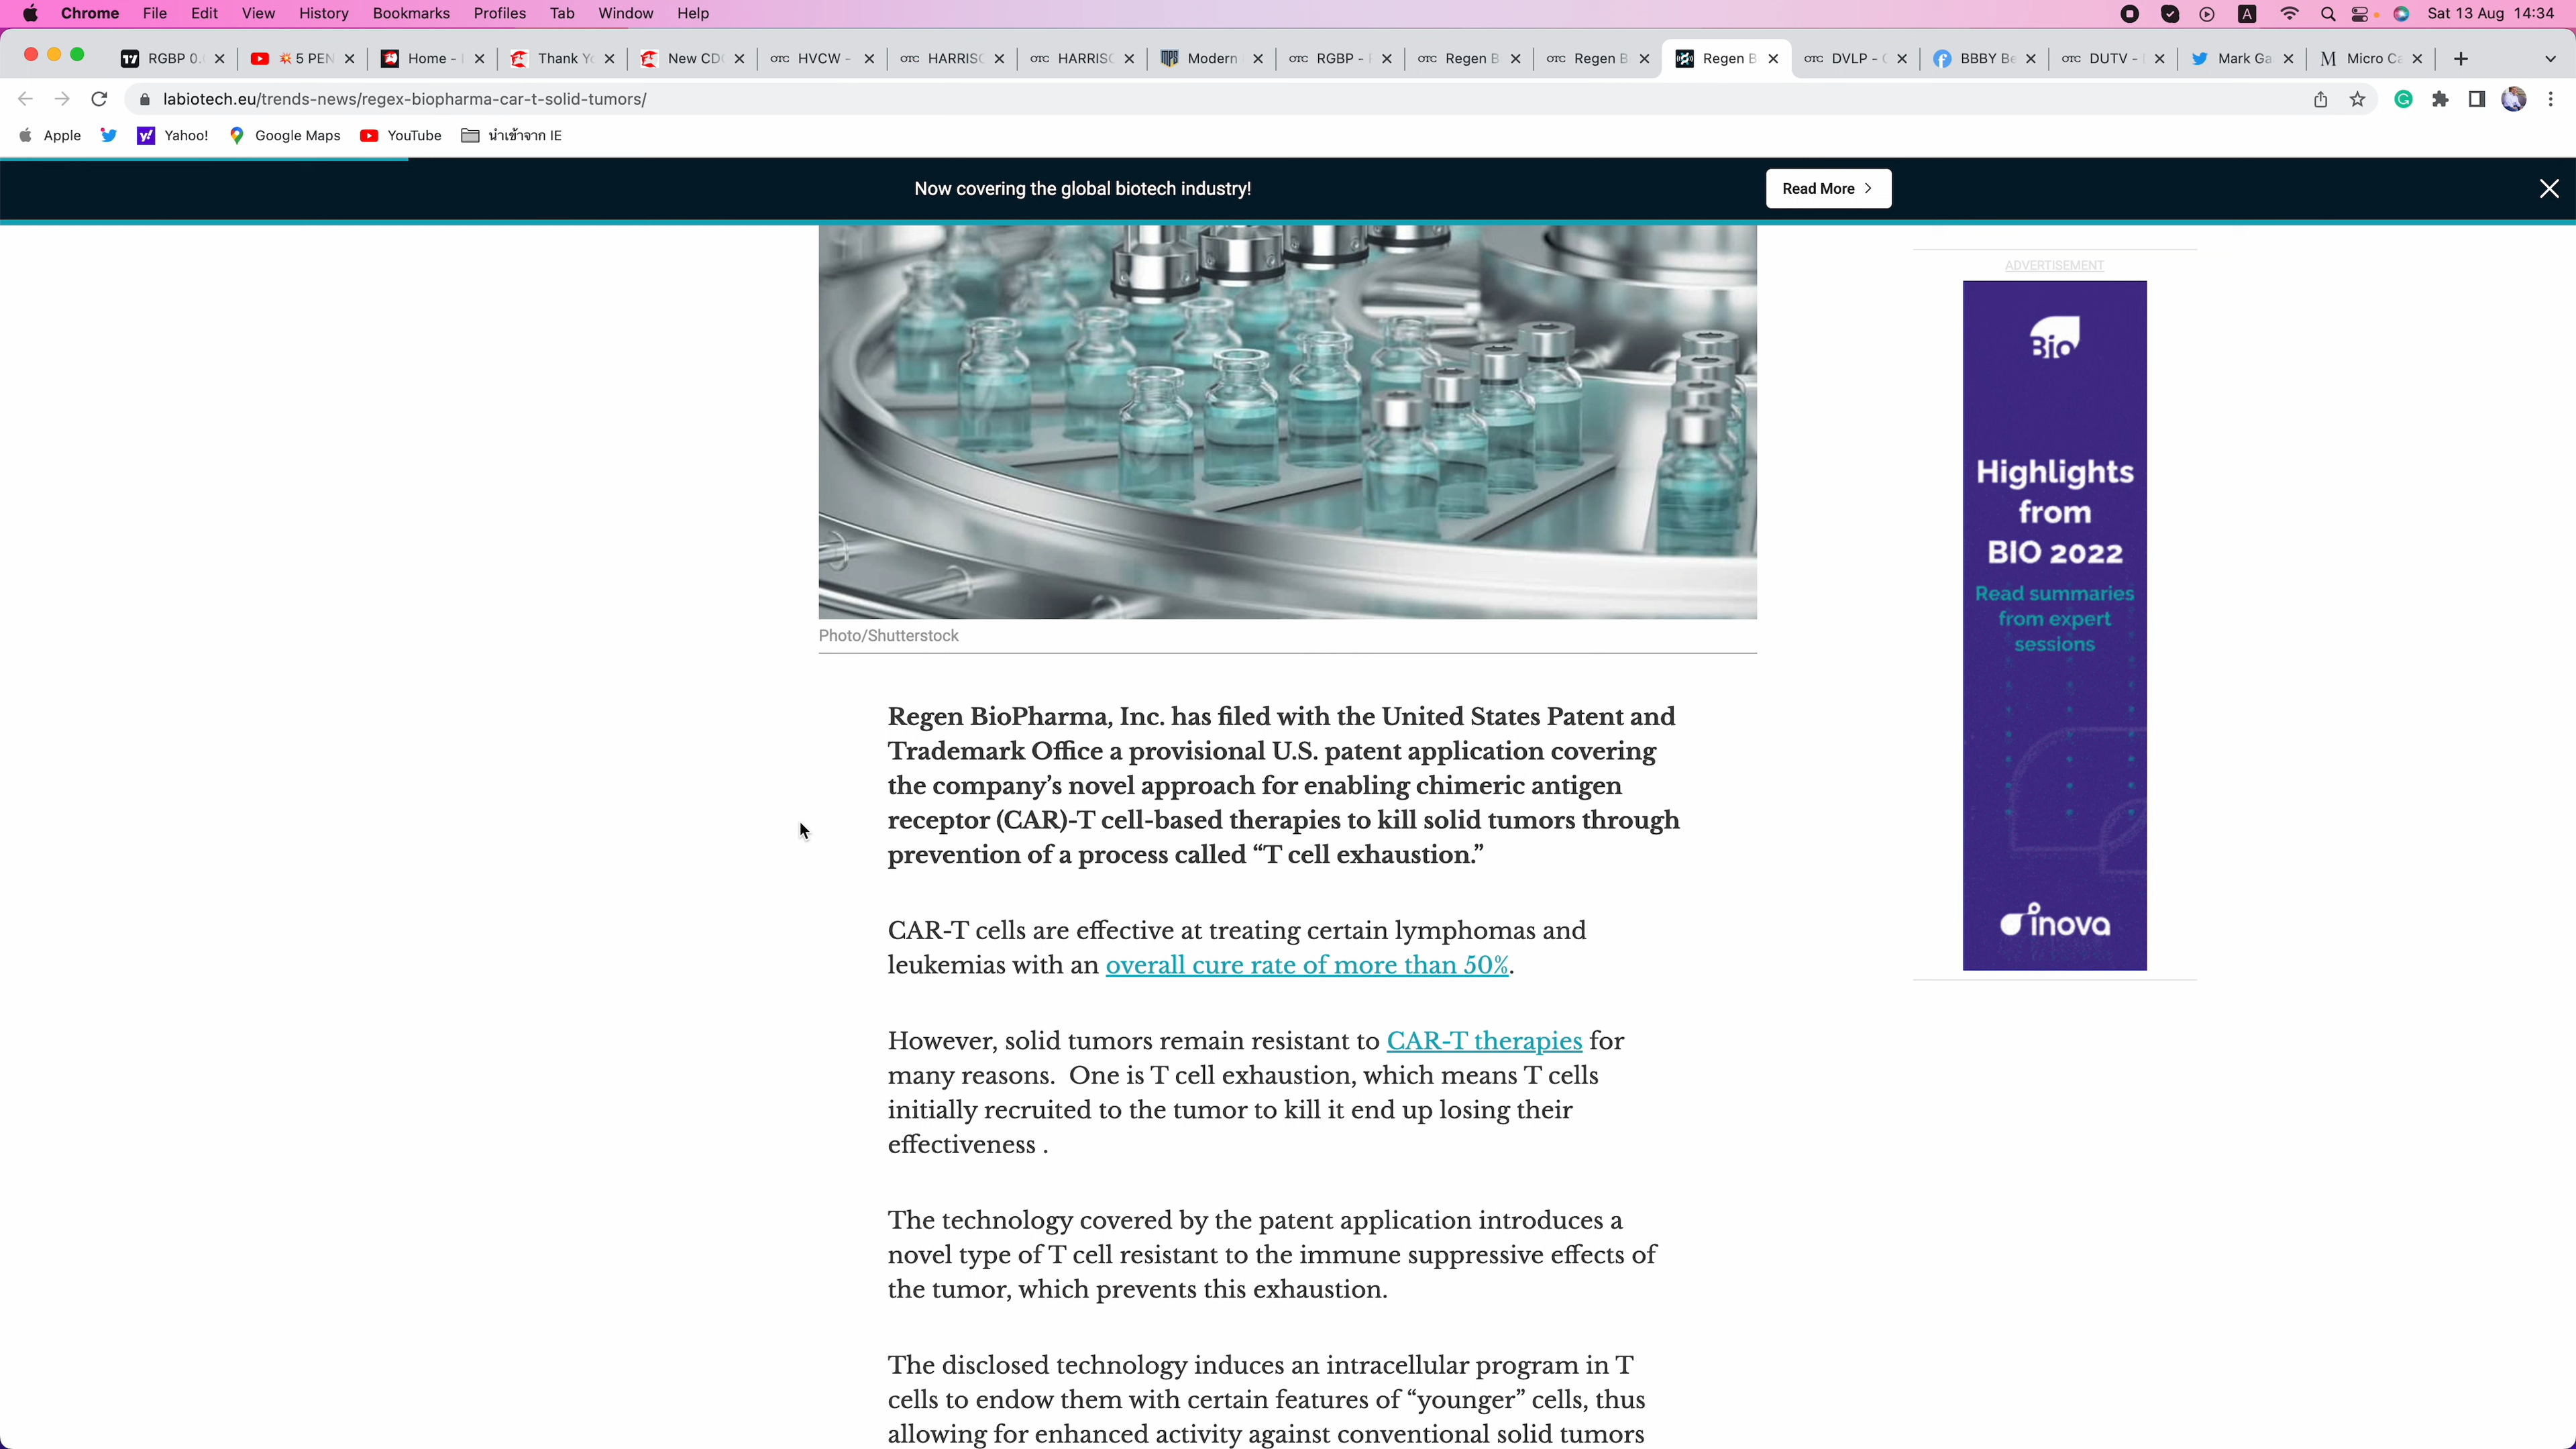 Chrome File Edit View History Bookmarks Profiles Tab Window Help
A Sat 13 Aug 14:34
RGBP 0. 5 PEN Home - Thank Yo New CD HVCW - HARRISC HARRISC Modern RGBP - Regen B Regen B Regen B DVLP - BBBY Be DUTV - Mark Ga Micro Ca
labiotech.eu/trends-news/regex-biopharma-car-t-solid-tumors/
Apple Yahoo! Google Maps YouTube นำเข้าจาก IE
Now covering the global biotech industry!
Read More
ADVERTISEMENT
Bio
Highlights
from
BIO 2022
Read summaries
from expert
sessions
inova
Photo/Shutterstock
Regen BioPharma, Inc. has filed with the United States Patent and
Trademark Office a provisional U.S. patent application covering
the company’s novel approach for enabling chimeric antigen
receptor (CAR)-T cell-based therapies to kill solid tumors through
prevention of a process called “T cell exhaustion.”
CAR-T cells are effective at treating certain lymphomas and
leukemias with an overall cure rate of more than 50%.
However, solid tumors remain resistant to CAR-T therapies for
many reasons.  One is T cell exhaustion, which means T cells
initially recruited to the tumor to kill it end up losing their
effectiveness .
The technology covered by the patent application introduces a
novel type of T cell resistant to the immune suppressive effects of
the tumor, which prevents this exhaustion.
The disclosed technology induces an intracellular program in T
cells to endow them with certain features of “younger” cells, thus
allowing for enhanced activity against conventional solid tumors